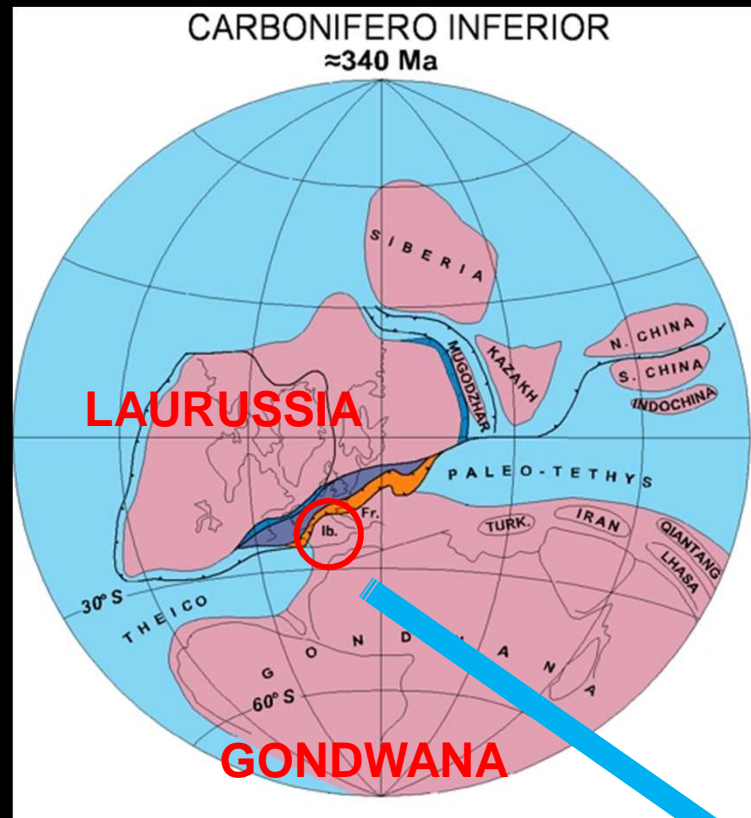 CARBONIFERO INFERIOR
≈340 Ma
SIBERIA
MUGODZHAR
KAZAKH
N. CHINA
S. CHINA
INDOCHINA
LAURUSSIA
PALEO-TETHYS
Fr.
Ib.
TURK.
IRAN
QIANTANG
LHASA
30° S
THEICO
GONDWANA
60° S
GONDWANA